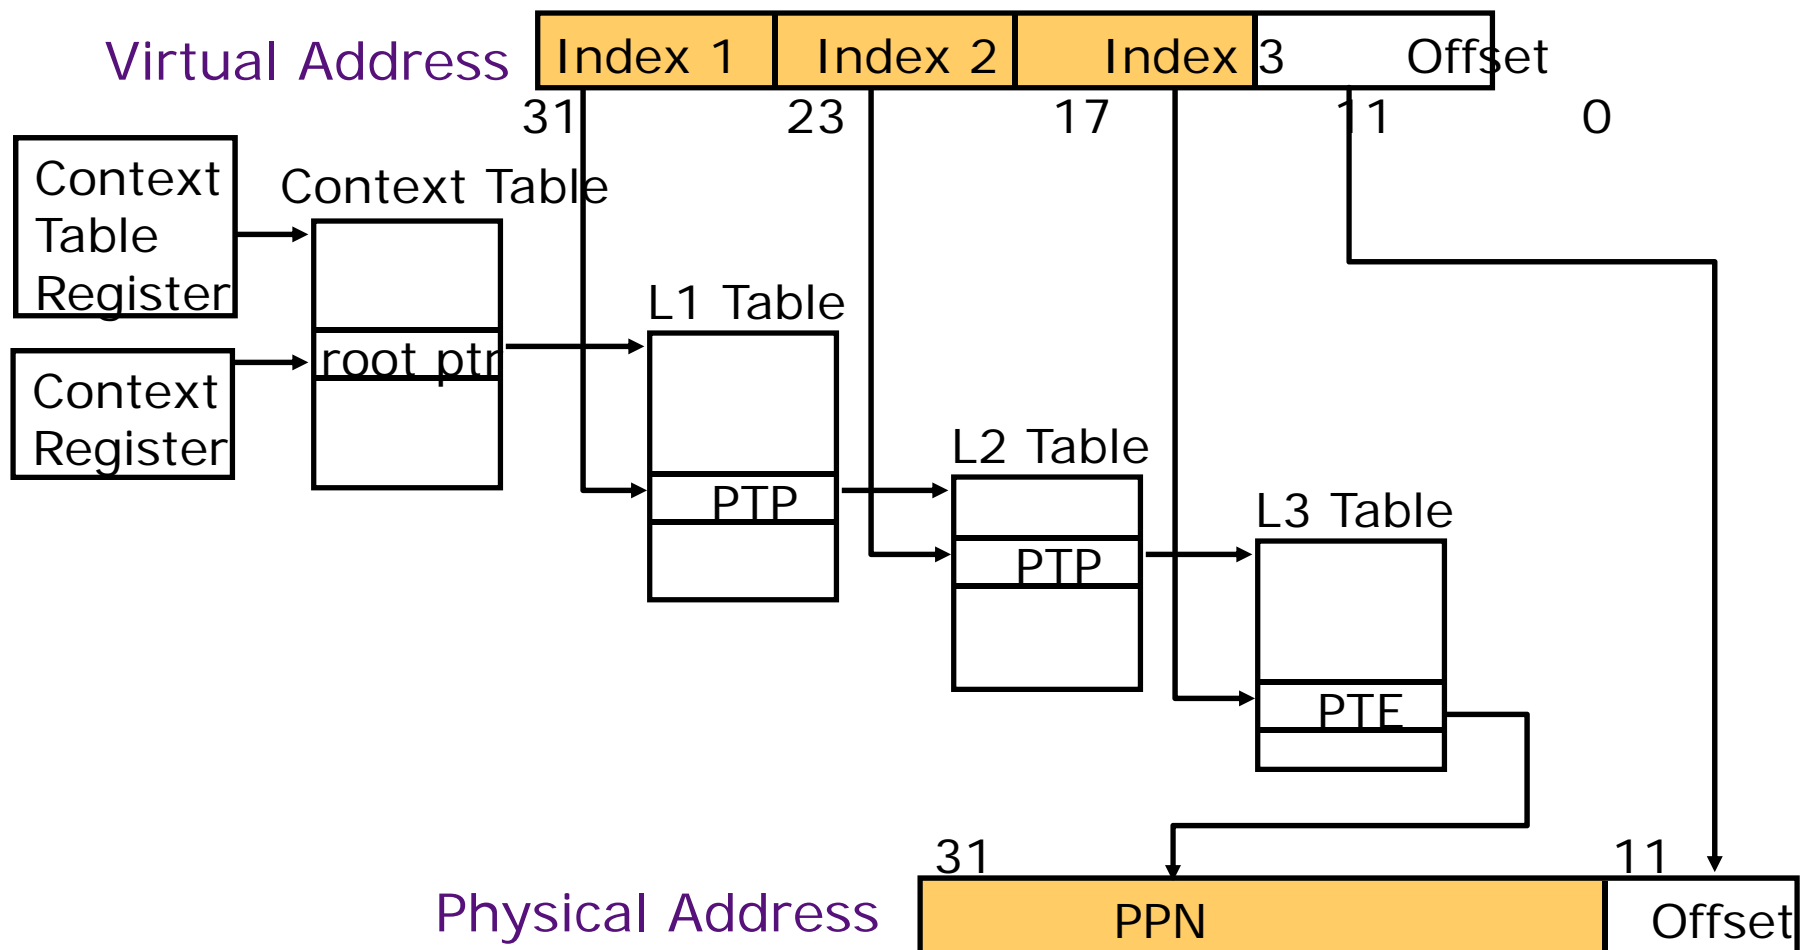 Virtual Address
Index 1
Index 2
Index 3
Offset
31
23
17
11
0
Context
Table
Register
Context Table
root ptr
Context
Register
L1 Table
PTP
L2 Table
PTP
L3 Table
PTE
31
11
Physical Address
PPN
Offset